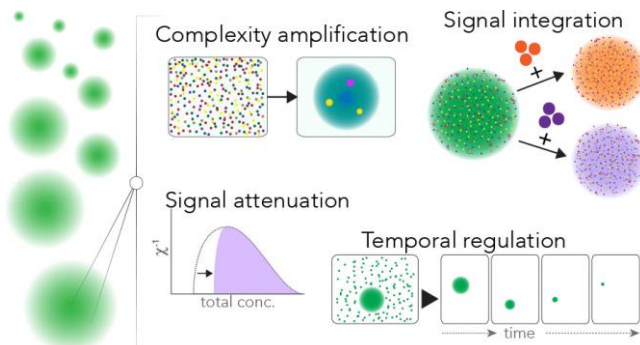 Complexity amplification
Signal integration
+
+
Signal attenuation
χ⁻¹
total conc.
Temporal regulation
time